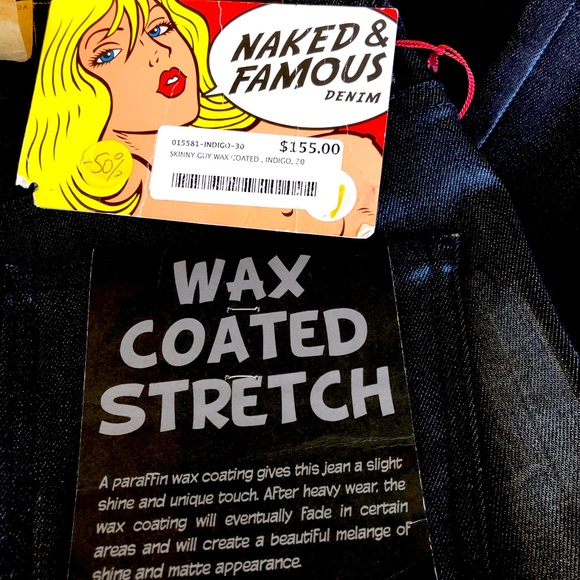 NAKED &
FAMOUS
DENIM
015581-INDIGO-30 $155.00
SKINNY GUY WAX COATED , INDIGO, 30
-50%
WAX
COATED
STRETCH
A paraffin wax coating gives this jean a slight
shine and unique touch. After heavy wear, the
wax coating will eventually fade in certain
areas and will create a beautiful melange of
shine and matte appearance.